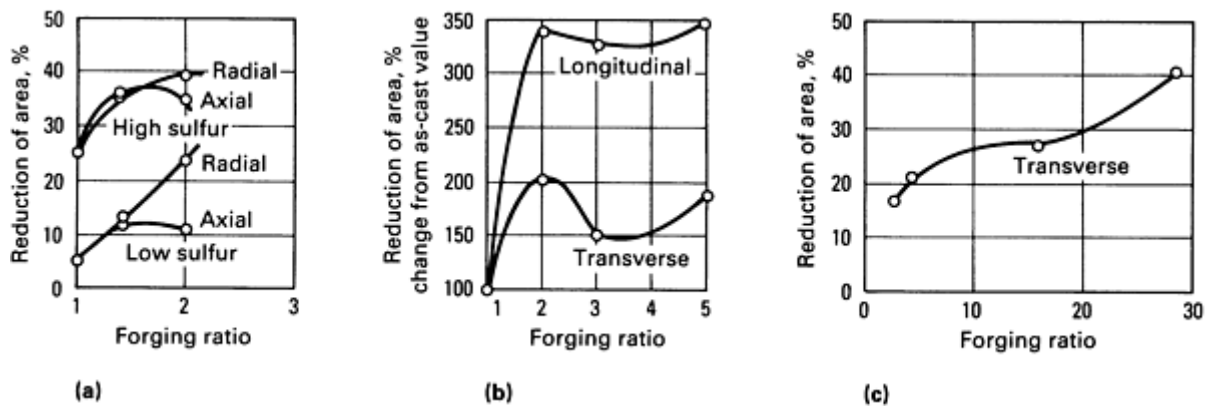 50
40
30
20
10
0
Reduction of area, %
Radial
Axial
High sulfur
Radial
Axial
Low sulfur
1
2
3
Forging ratio
(a)
350
300
250
200
150
100
Reduction of area, %
change from as-cast value
Longitudinal
Transverse
1
2
3
4
5
Forging ratio
(b)
50
40
30
20
10
0
Reduction of area, %
Transverse
0
10
20
30
Forging ratio
(c)